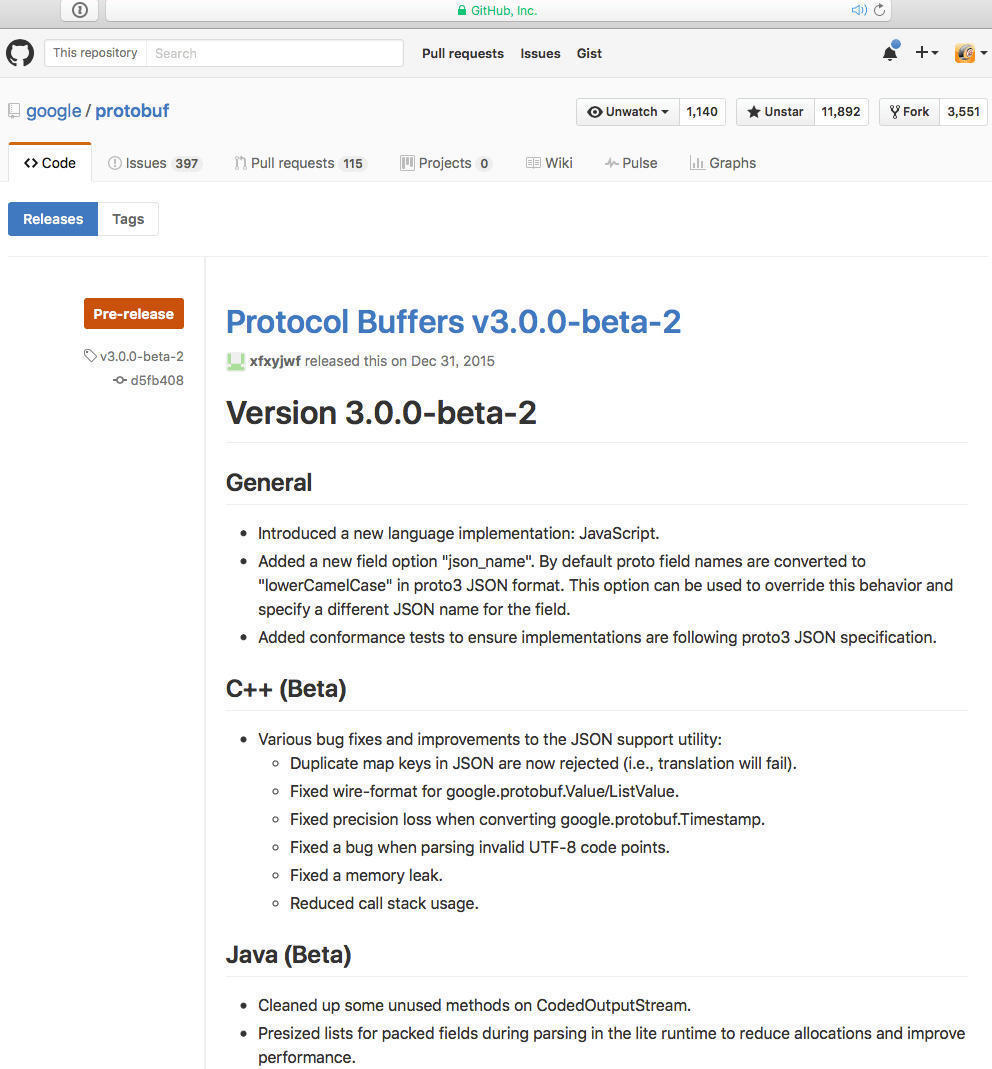 GitHub, Inc.
This repository Search Pull requests Issues Gist
google / protobuf Unwatch 1,140 Unstar 11,892 Fork 3,551
<> Code Issues 397 Pull requests 115 Projects 0 Wiki Pulse Graphs
Releases Tags
Pre-release
v3.0.0-beta-2
d5fb408
Protocol Buffers v3.0.0-beta-2
xfxyjwf released this on Dec 31, 2015
Version 3.0.0-beta-2
General
• Introduced a new language implementation: JavaScript.
• Added a new field option "json_name". By default proto field names are converted to
"lowerCamelCase" in proto3 JSON format. This option can be used to override this behavior and
specify a different JSON name for the field.
• Added conformance tests to ensure implementations are following proto3 JSON specification.
C++ (Beta)
• Various bug fixes and improvements to the JSON support utility:
◦ Duplicate map keys in JSON are now rejected (i.e., translation will fail).
◦ Fixed wire-format for google.protobuf.Value/ListValue.
◦ Fixed precision loss when converting google.protobuf.Timestamp.
◦ Fixed a bug when parsing invalid UTF-8 code points.
◦ Fixed a memory leak.
◦ Reduced call stack usage.
Java (Beta)
• Cleaned up some unused methods on CodedOutputStream.
• Presized lists for packed fields during parsing in the lite runtime to reduce allocations and improve
performance.